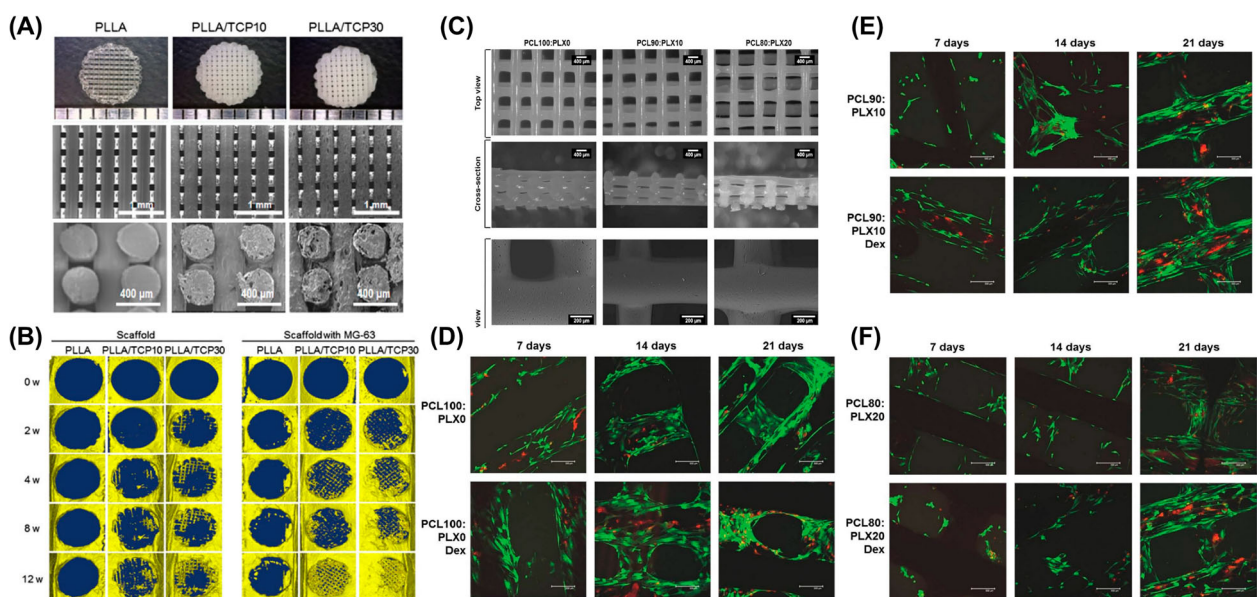 (A)
PLLA PLLA/TCP10 PLLA/TCP30
1 mm 1 mm 1 mm
400 µm 400 µm 400 µm
(B)
Scaffold Scaffold with MG-63
PLLA PLLA/TCP10 PLLA/TCP30 PLLA PLLA/TCP10 PLLA/TCP30
0 w
2 w
4 w
8 w
12 w
(C)
PCL100:PLX0 PCL90:PLX10 PCL80:PLX20
Top view
400 µm 400 µm 400 µm
Cross-section
400 µm 400 µm 400 µm
view
200 µm 200 µm 200 µm
(D)
7 days 14 days 21 days
PCL100:
PLX0
PCL100:
PLX0
Dex
(E)
7 days 14 days 21 days
PCL90:
PLX10
PCL90:
PLX10
Dex
(F)
7 days 14 days 21 days
PCL80:
PLX20
PCL80:
PLX20
Dex